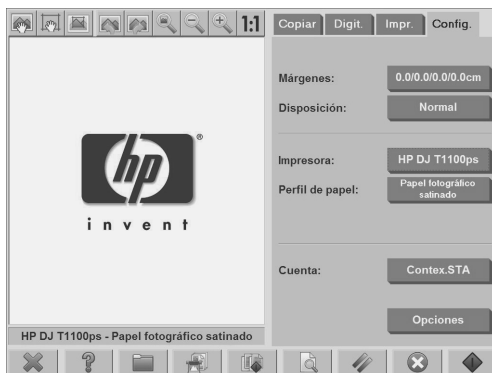 1:1
Copiar Digit. Impr. Config.
Márgenes: 0.0/0.0/0.0/0.0cm
Disposición: Normal
Impresora: HP DJ T1100ps
Perfil de papel: Papel fotográfico
satinado
Cuenta: Contex.STA
Opciones
hp®
invent
HP DJ T1100ps - Papel fotográfico satinado
?